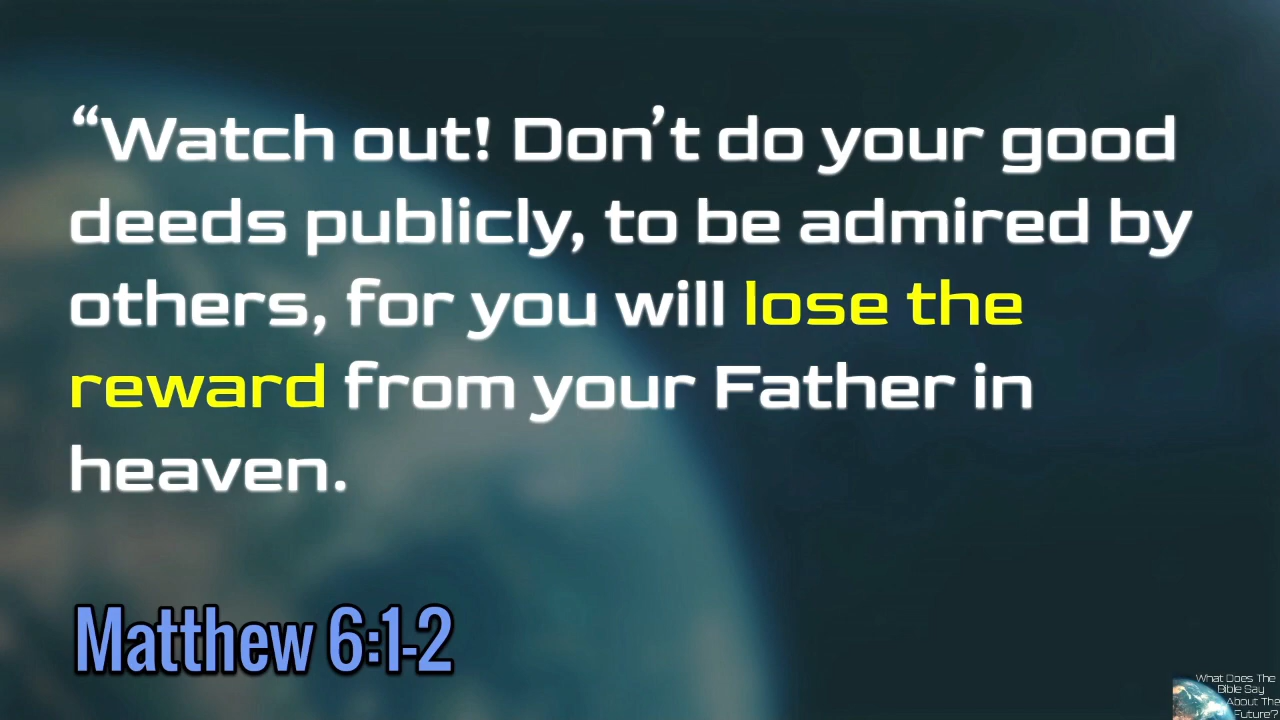 “Watch out! Don’t do your good
deeds publicly, to be admired by
others, for you will lose the
reward from your Father in
heaven.
Matthew 6:1-2
What Does The
Bible Say
About The
Future?